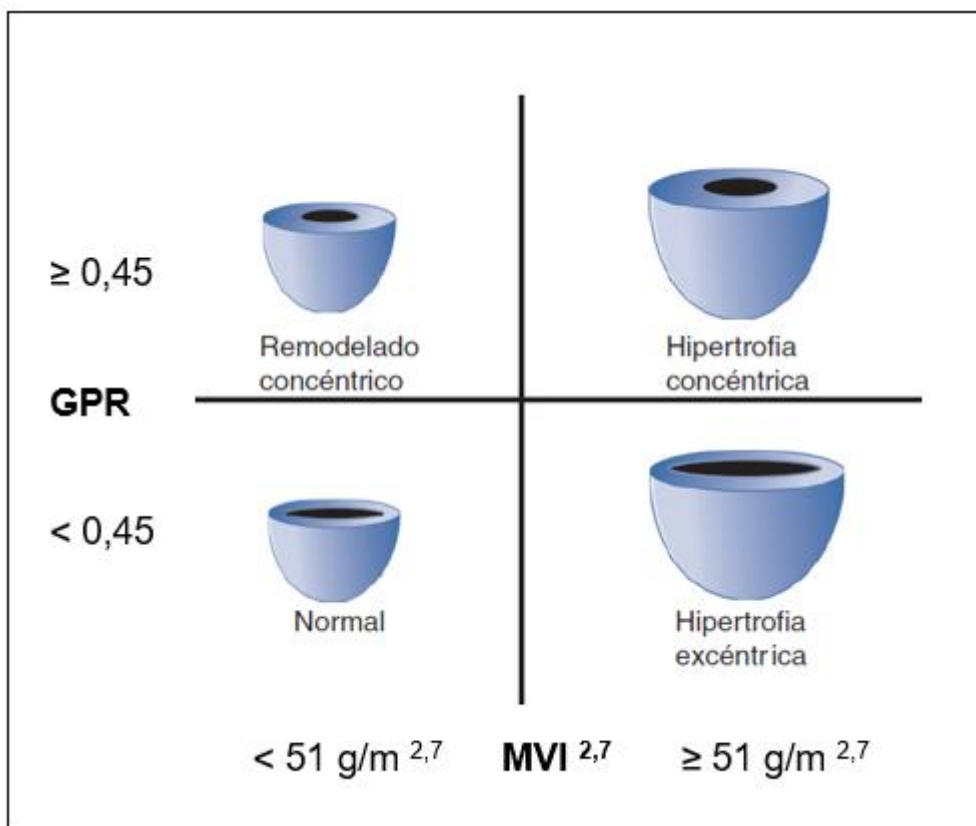 ≥ 0,45
Remodelado
concéntrico
Hipertrofia
concéntrica
GPR
< 0,45
Normal
Hipertrofia
excéntrica
< 51 g/m 2,7
MVI 2,7
≥ 51 g/m 2,7